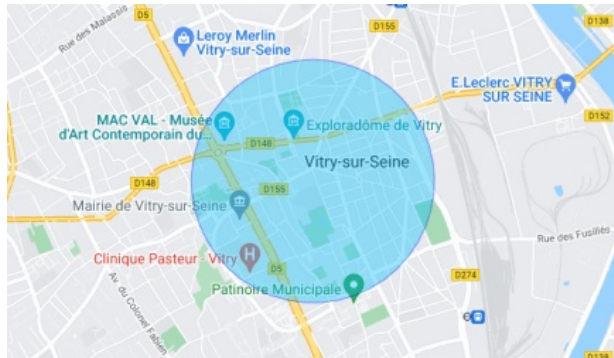 D5
D155
D138
Rue des Malassis
Leroy Merlin
Vitry-sur-Seine
E.Leclerc VITRY
SUR SEINE
MAC VAL - Musée
d'Art Contemporain du...
Exploradôme de Vitry
D152
D148
Vitry-sur-Seine
D148
D155
Mairie de Vitry-sur-Seine
Rue des Fusillés
Clinique Pasteur - Vitry
H
D5
D274
Av. du Colonel Fabien
Patinoire Municipale
€
D138